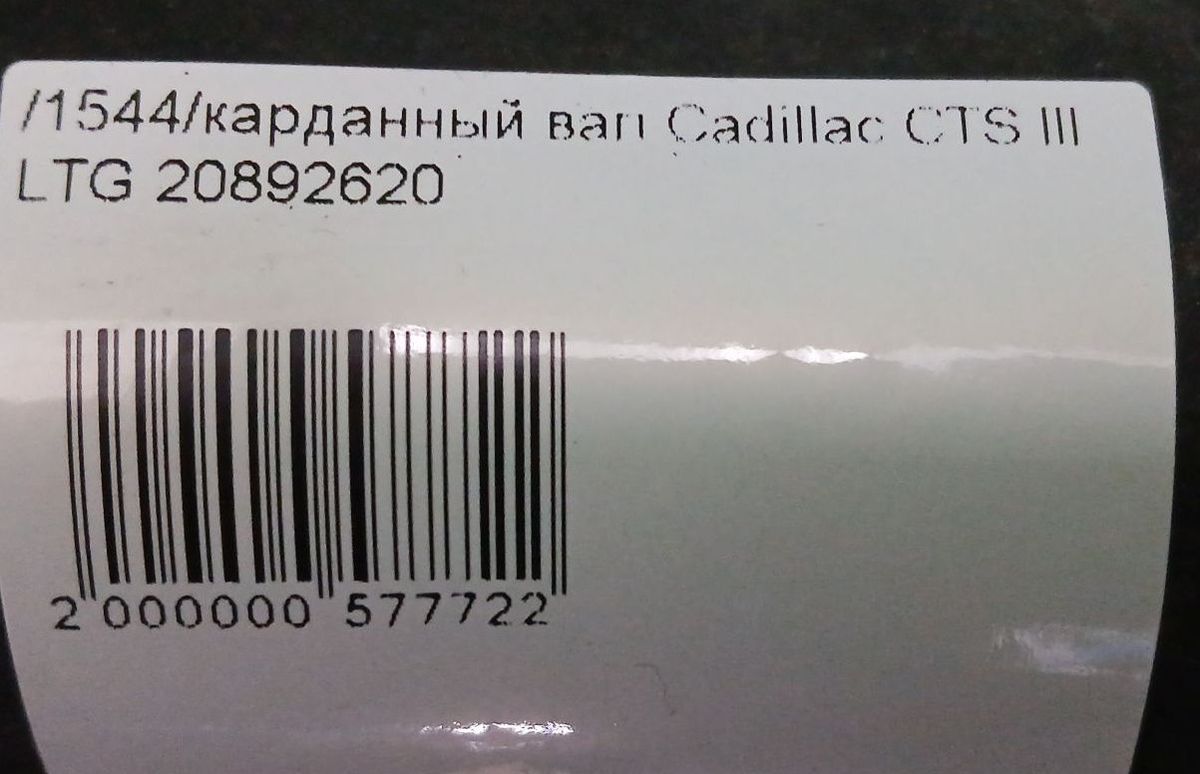 /1544/карданный вал Cadillac CTS III
LTG 20892620
2 000000 577722